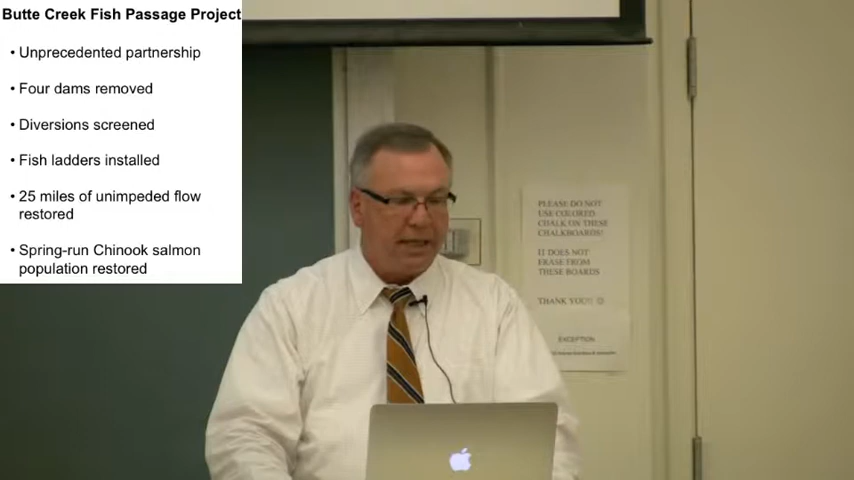 Butte Creek Fish Passage Project
• Unprecedented partnership
• Four dams removed
• Diversions screened
• Fish ladders installed
• 25 miles of unimpeded flow
restored
• Spring-run Chinook salmon
population restored
PLEASE DO NOT
USE COLORED
CHALK ON THESE
CHALKBOARDS!
IT DOES NOT
ERASE FROM
THESE BOARDS
THANK YOU!
EXCEPTION